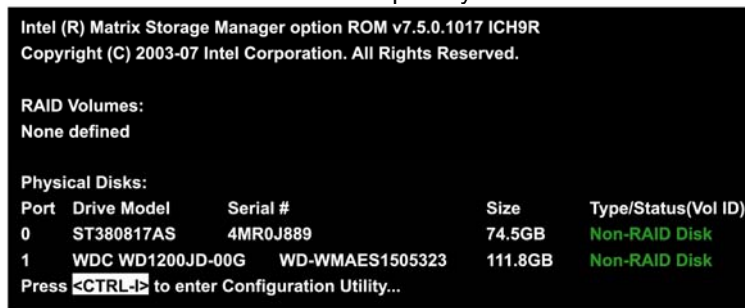 Intel (R) Matrix Storage Manager option ROM v7.5.0.1017 ICH9R
Copyright (C) 2003-07 Intel Corporation. All Rights Reserved.
RAID Volumes:
None defined
Physical Disks:
Port Drive Model Serial # Size Type/Status(Vol ID)
0 ST380817AS 4MR0J889 74.5GB Non-RAID Disk
1 WDC WD1200JD-00G WD-WMAES1505323 111.8GB Non-RAID Disk
Press <CTRL-I> to enter Configuration Utility...